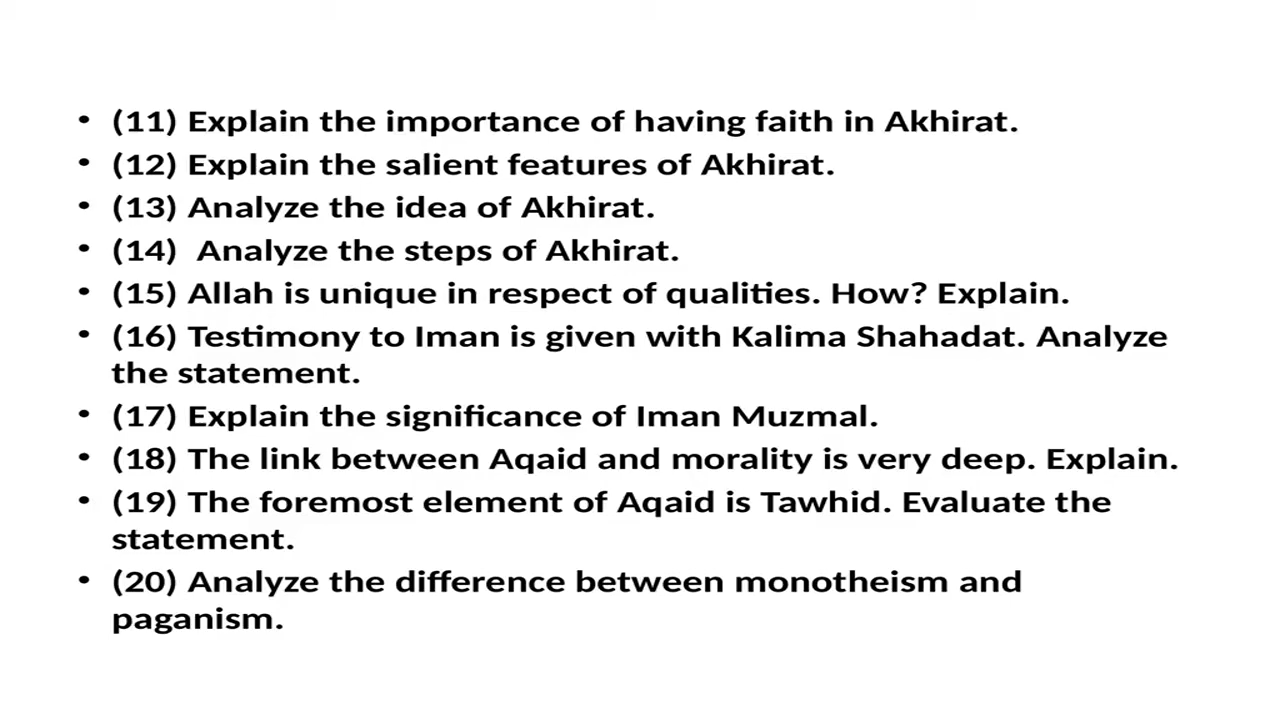 • (11) Explain the importance of having faith in Akhirat.
• (12) Explain the salient features of Akhirat.
• (13) Analyze the idea of Akhirat.
• (14)  Analyze the steps of Akhirat.
• (15) Allah is unique in respect of qualities. How? Explain.
• (16) Testimony to Iman is given with Kalima Shahadat. Analyze
the statement.
• (17) Explain the significance of Iman Muzmal.
• (18) The link between Aqaid and morality is very deep. Explain.
• (19) The foremost element of Aqaid is Tawhid. Evaluate the
statement.
• (20) Analyze the difference between monotheism and
paganism.